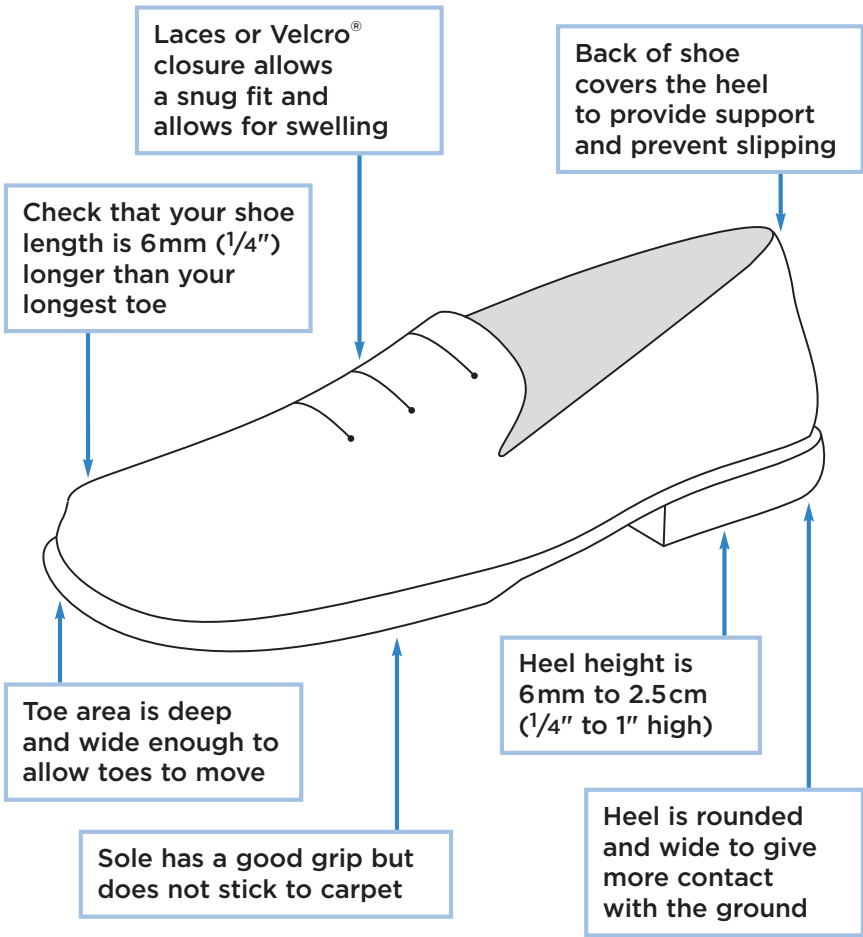 Laces or Velcro®
closure allows
a snug fit and
allows for swelling
Back of shoe
covers the heel
to provide support
and prevent slipping
Check that your shoe
length is 6mm (1/4")
longer than your
longest toe
Toe area is deep
and wide enough to
allow toes to move
Sole has a good grip but
does not stick to carpet
Heel height is
6mm to 2.5cm
(1/4" to 1" high)
Heel is rounded
and wide to give
more contact
with the ground